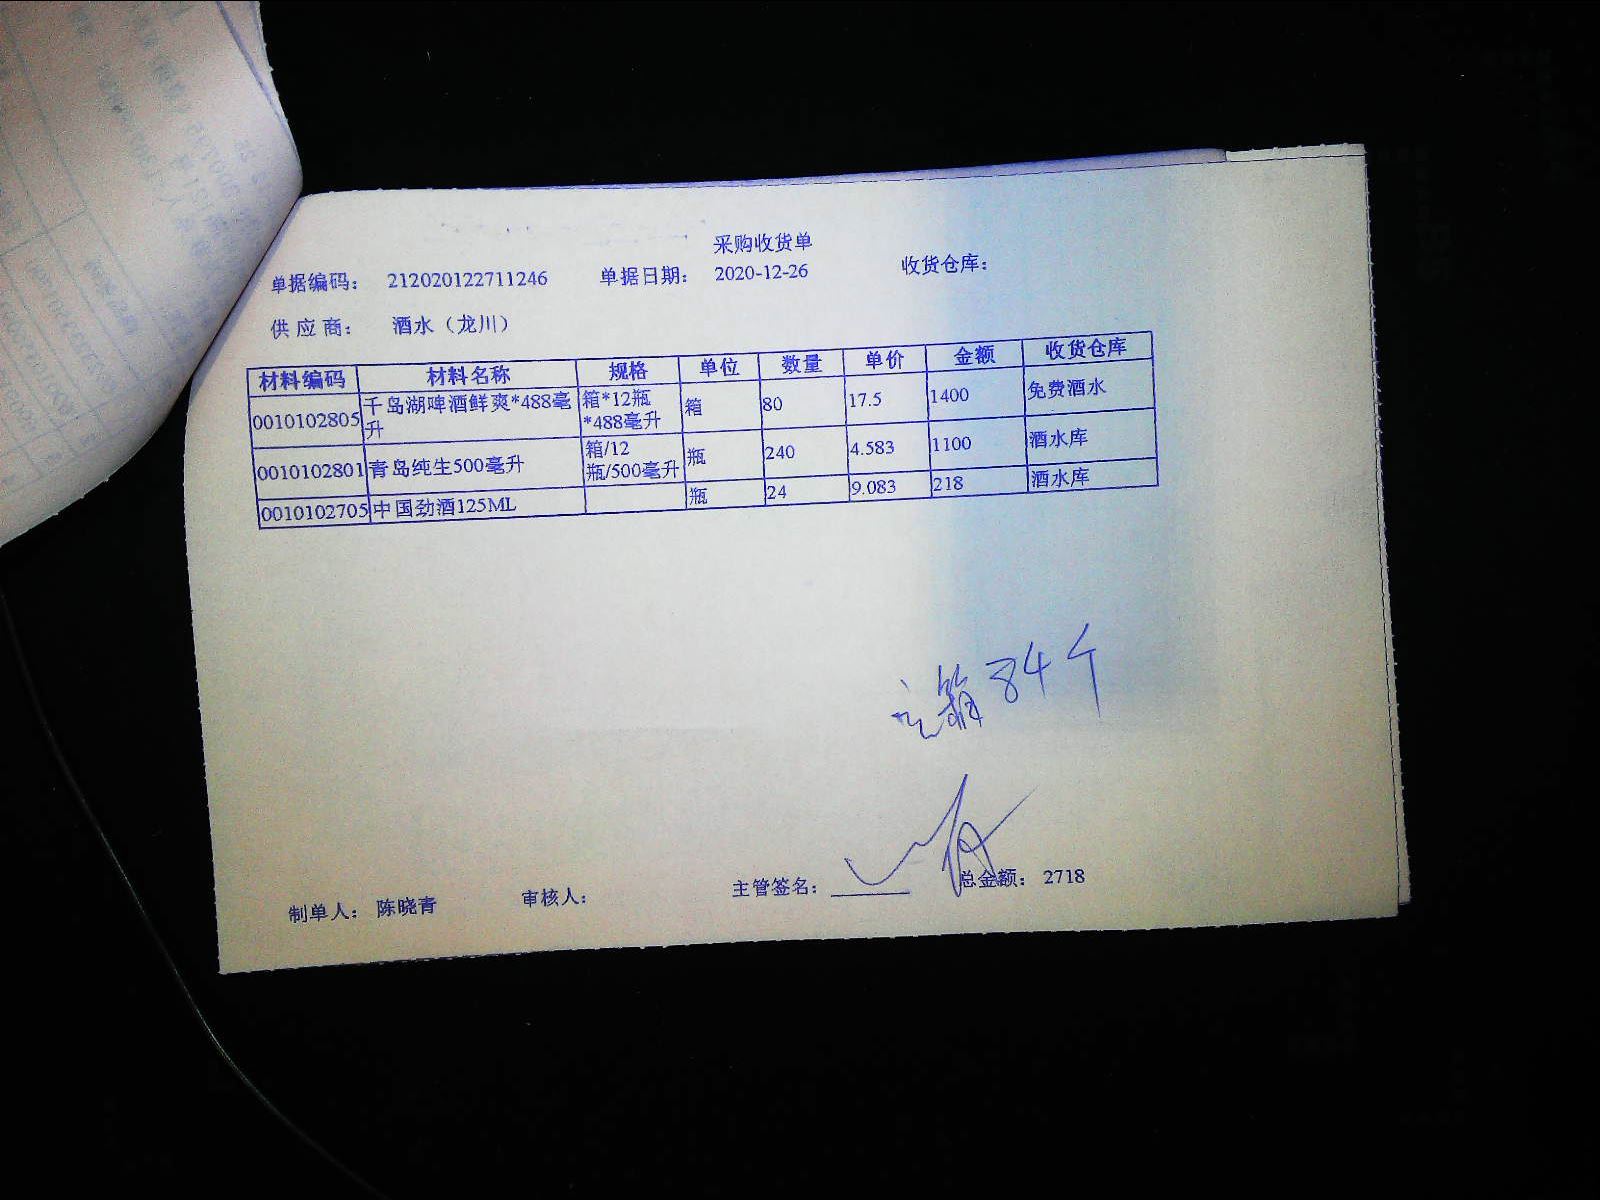 采购收货单
单据编码： 212020122711246 单据日期： 2020-12-26 收货仓库：
供 应 商： 酒水（龙川）
材料编码 材料名称 规格 单位 数量 单价 金额 收货仓库
0010102805 千岛湖啤酒鲜爽*488毫升 箱*12瓶*488毫升 箱 80 17.5 1400 免费酒水
0010102801 青岛纯生500毫升 箱/12瓶/500毫升 瓶 240 4.583 1100 酒水库
0010102705 中国劲酒125ML 瓶 24 9.083 218 酒水库
箱84个
制单人： 陈晓青 审核人： 主管签名： 总金额： 2718